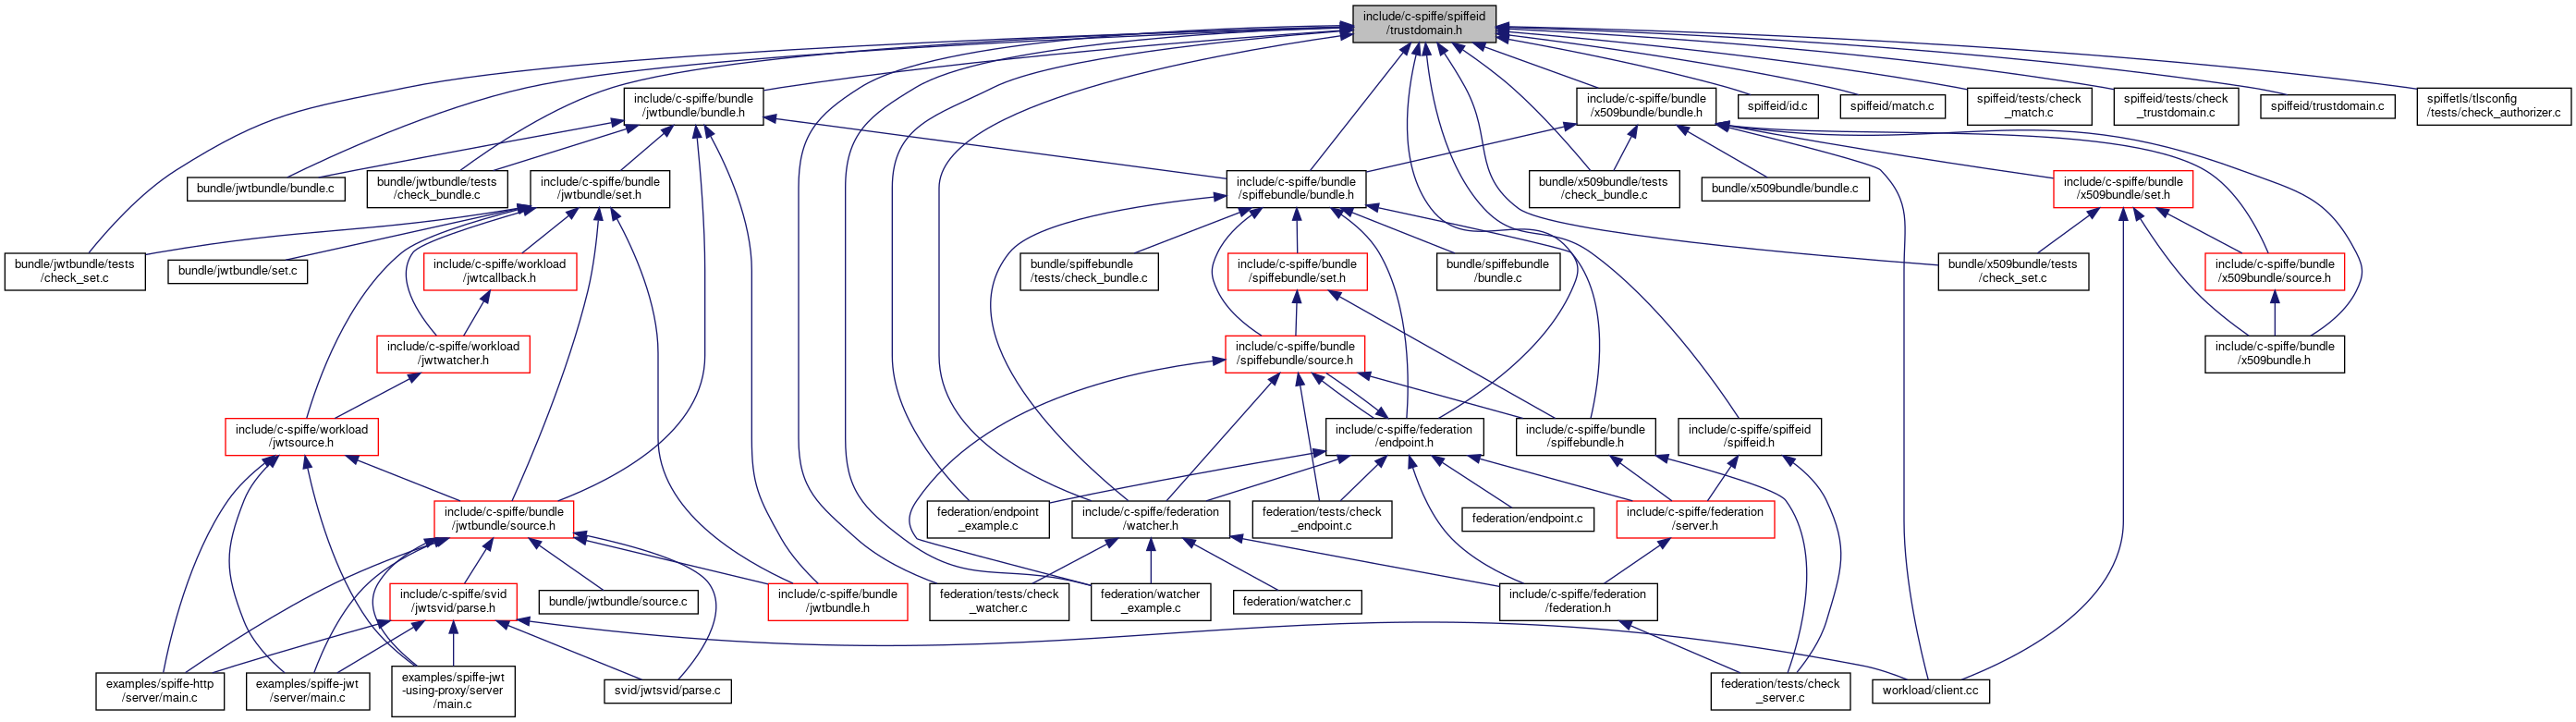 include/c-spiffe/spiffeid
/trustdomain.h
include/c-spiffe/bundle
/jwtbundle/bundle.h
include/c-spiffe/bundle
/x509bundle/bundle.h
spiffeid/id.c
spiffeid/match.c
spiffeid/tests/check
_match.c
spiffeid/tests/check
_trustdomain.c
spiffeid/trustdomain.c
spiffetls/tlsconfig
/tests/check_authorizer.c
bundle/jwtbundle/bundle.c
bundle/jwtbundle/tests
/check_bundle.c
include/c-spiffe/bundle
/jwtbundle/set.h
include/c-spiffe/bundle
/spiffebundle/bundle.h
bundle/x509bundle/tests
/check_bundle.c
bundle/x509bundle/bundle.c
include/c-spiffe/bundle
/x509bundle/set.h
bundle/jwtbundle/tests
/check_set.c
bundle/jwtbundle/set.c
include/c-spiffe/workload
/jwtcallback.h
bundle/spiffebundle
/tests/check_bundle.c
include/c-spiffe/bundle
/spiffebundle/set.h
bundle/spiffebundle
/bundle.c
bundle/x509bundle/tests
/check_set.c
include/c-spiffe/bundle
/x509bundle/source.h
include/c-spiffe/workload
/jwtwatcher.h
include/c-spiffe/bundle
/spiffebundle/source.h
include/c-spiffe/bundle
/x509bundle.h
include/c-spiffe/workload
/jwtsource.h
include/c-spiffe/federation
/endpoint.h
include/c-spiffe/bundle
/spiffebundle.h
include/c-spiffe/spiffeid
/spiffeid.h
include/c-spiffe/bundle
/jwtbundle/source.h
federation/endpoint
_example.c
include/c-spiffe/federation
/watcher.h
federation/tests/check
_endpoint.c
federation/endpoint.c
include/c-spiffe/federation
/server.h
include/c-spiffe/svid
/jwtsvid/parse.h
bundle/jwtbundle/source.c
include/c-spiffe/bundle
/jwtbundle.h
federation/tests/check
_watcher.c
federation/watcher
_example.c
federation/watcher.c
include/c-spiffe/federation
/federation.h
examples/spiffe-http
/server/main.c
examples/spiffe-jwt
/server/main.c
examples/spiffe-jwt
-using-proxy/server
/main.c
svid/jwtsvid/parse.c
federation/tests/check
_server.c
workload/client.cc